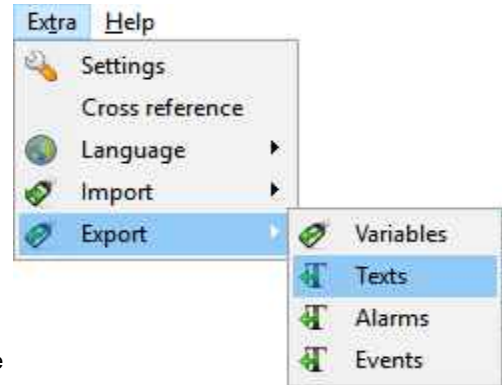 Extra Help
Settings
Cross reference
Language
Import
Export
Variables
Texts
Alarms
Events
e